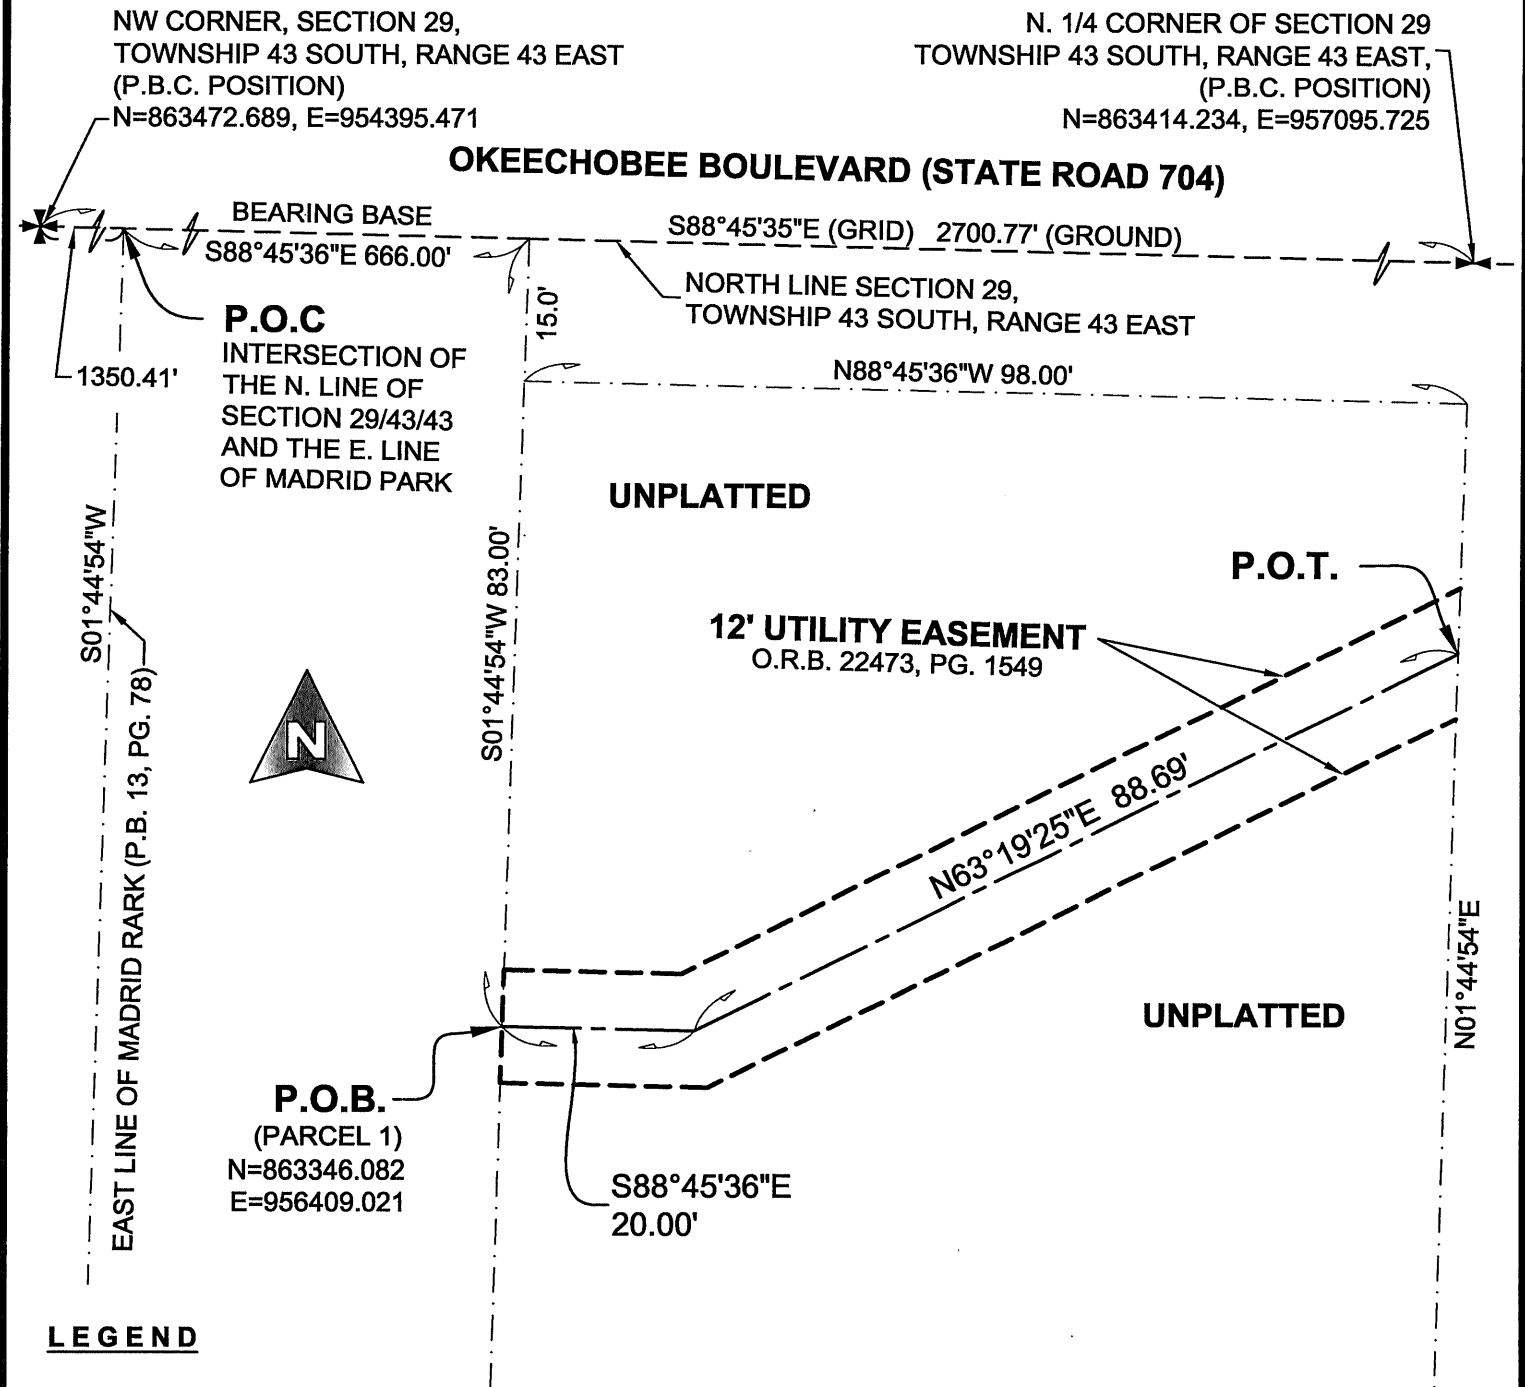 NW CORNER, SECTION 29,
TOWNSHIP 43 SOUTH, RANGE 43 EAST
(P.B.C. POSITION)
N=863472.689, E=954395.471
N. 1/4 CORNER OF SECTION 29
TOWNSHIP 43 SOUTH, RANGE 43 EAST,
(P.B.C. POSITION)
N=863414.234, E=957095.725
OKEECHOBEE BOULEVARD (STATE ROAD 704)
BEARING BASE
S88°45'36"E 666.00'
S88°45'35"E (GRID) 2700.77' (GROUND)
NORTH LINE SECTION 29,
TOWNSHIP 43 SOUTH, RANGE 43 EAST
15.0'
P.O.C
INTERSECTION OF
THE N. LINE OF
SECTION 29/43/43
AND THE E. LINE
OF MADRID PARK
1350.41'
N88°45'36"W 98.00'
UNPLATTED
S01°44'54"W
S01°44'54"W 83.00'
P.O.T.
12' UTILITY EASEMENT
O.R.B. 22473, PG. 1549
N
EAST LINE OF MADRID RARK (P.B. 13, PG. 78)
N63°19'25"E 88.69'
N01°44'54"E
UNPLATTED
P.O.B.
(PARCEL 1)
N=863346.082
E=956409.021
S88°45'36"E
20.00'
LEGEND